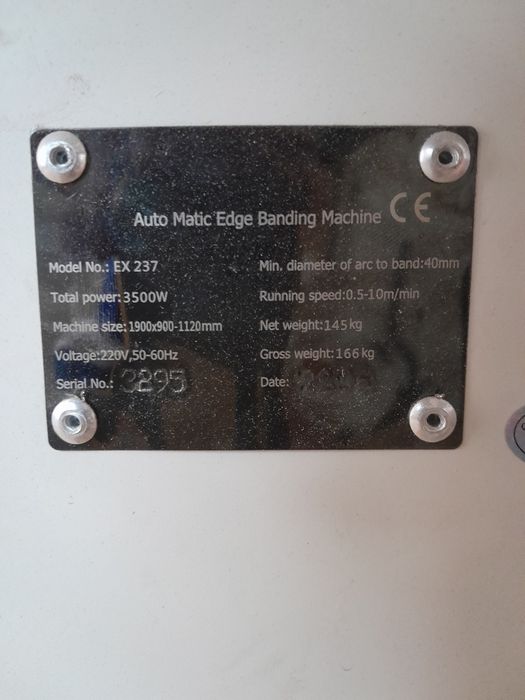 Auto Matic Edge Banding Machine CE
Model No.: EX 237
Min. diameter of arc to band:40mm
Total power:3500W
Running speed:0.5-10m/min
Machine size:1900x900-1120mm
Net weight:145kg
Voltage:220V,50-60Hz
Gross weight:166kg
Serial No.: 3895
Date: